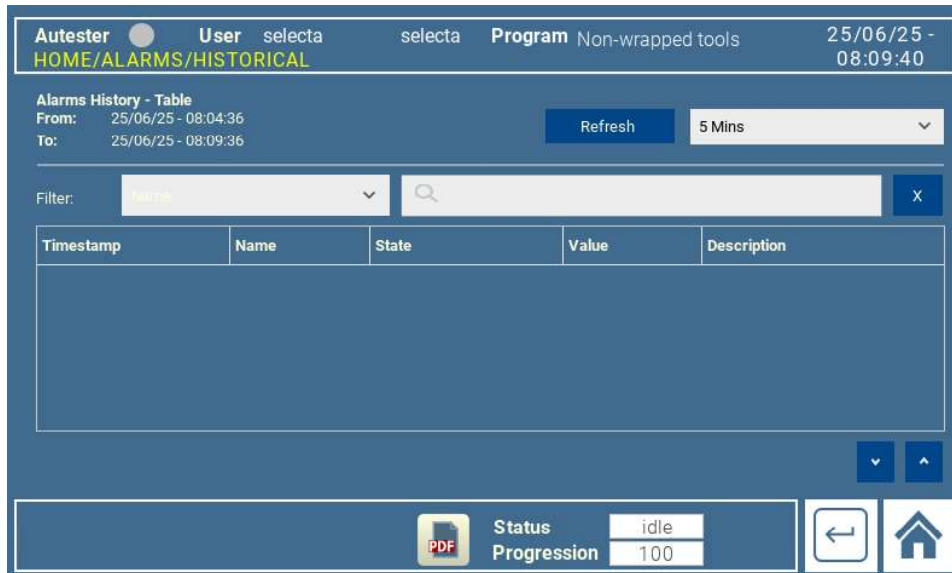 Autester User selecta selecta Program Non-wrapped tools 25/06/25 -
HOME/ALARMS/HISTORICAL 08:09:40
Alarms History - Table
From: 25/06/25 - 08:04:36
To: 25/06/25 - 08:09:36
Refresh 5 Mins
Filter: Name X
Timestamp Name State Value Description
PDF
Status idle
Progression 100